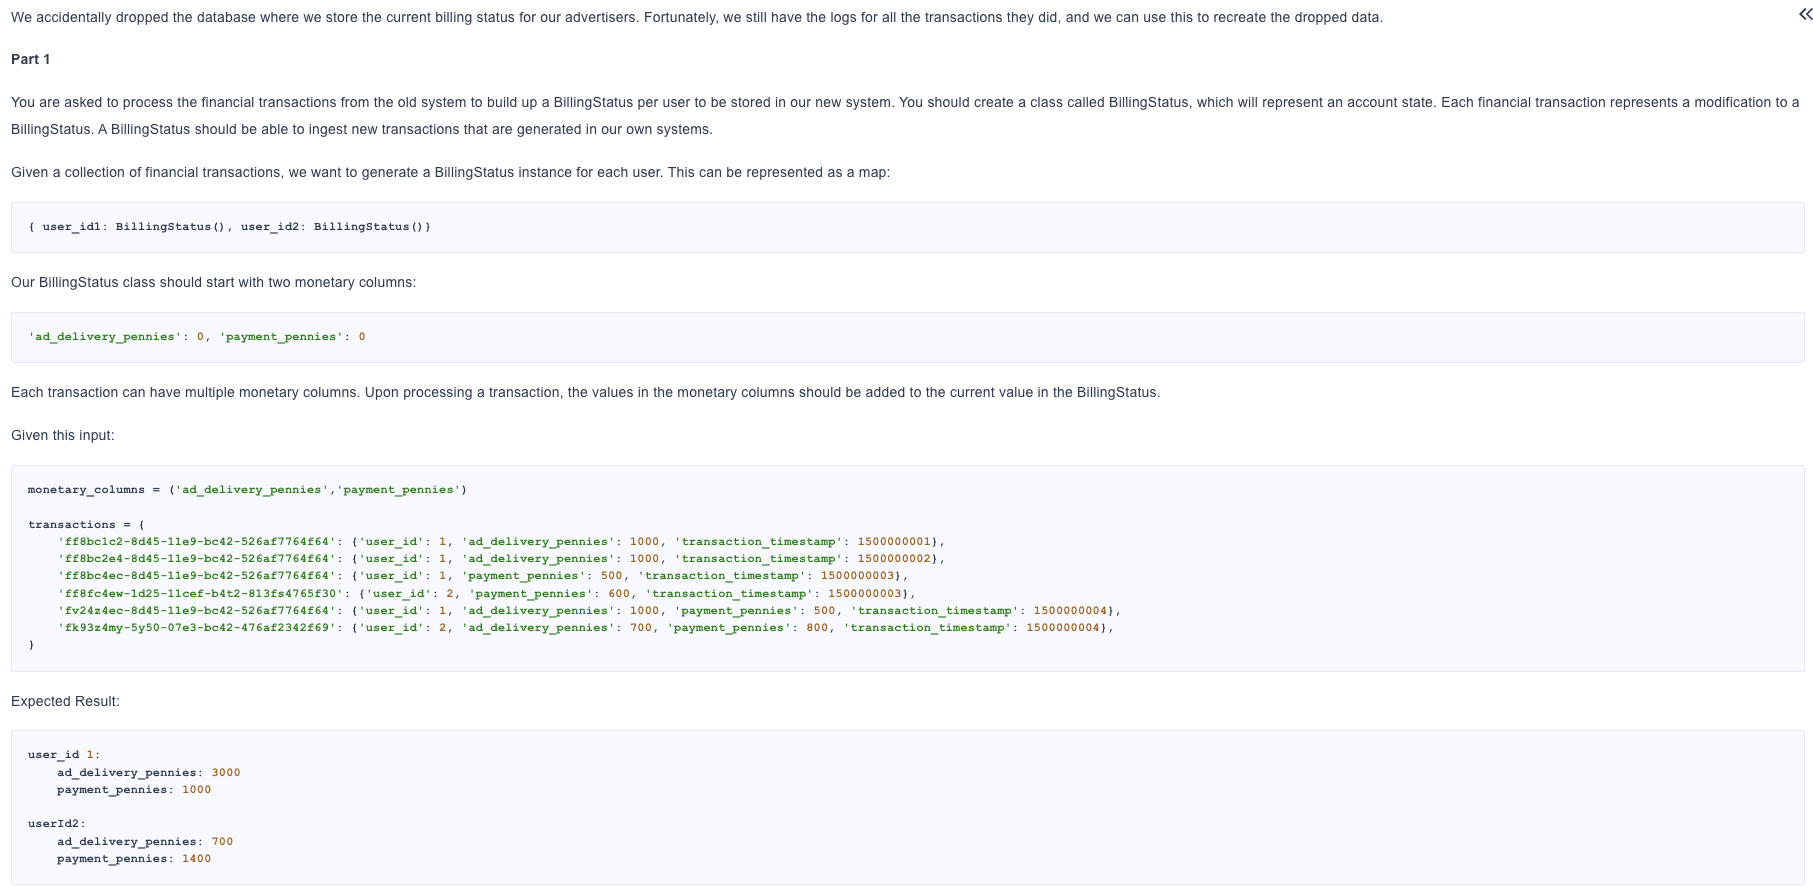 We accidentally dropped the database where we store the current billing status for our advertisers. Fortunately, we still have the logs for all the transactions they did, and we can use this to recreate the dropped data.
Part 1
You are asked to process the financial transactions from the old system to build up a BillingStatus per user to be stored in our new system. You should create a class called BillingStatus, which will represent an account state. Each financial transaction represents a modification to a
BillingStatus. A BillingStatus should be able to ingest new transactions that are generated in our own systems.
Given a collection of financial transactions, we want to generate a BillingStatus instance for each user. This can be represented as a map:
{ user_id1: BillingStatus(), user_id2: BillingStatus()}
Our BillingStatus class should start with two monetary columns:
'ad_delivery_pennies': 0, 'payment_pennies': 0
Each transaction can have multiple monetary columns. Upon processing a transaction, the values in the monetary columns should be added to the current value in the BillingStatus.
Given this input:
monetary_columns = ('ad_delivery_pennies','payment_pennies')
transactions = {
'ff8bc1c2-8d45-11e9-bc42-526af7764f64': {'user_id': 1, 'ad_delivery_pennies': 1000, 'transaction_timestamp': 1500000001},
'ff8bc2e4-8d45-11e9-bc42-526af7764f64': {'user_id': 1, 'ad_delivery_pennies': 1000, 'transaction_timestamp': 1500000002},
'ff8bc4ec-8d45-11e9-bc42-526af7764f64': {'user_id': 1, 'payment_pennies': 500, 'transaction_timestamp': 1500000003},
'ff8fc4ew-1d25-11cef-b4t2-813fs4765f30': {'user_id': 2, 'payment_pennies': 600, 'transaction_timestamp': 1500000003},
'fv24z4ec-8d45-11e9-bc42-526af7764f64': {'user_id': 1, 'ad_delivery_pennies': 1000, 'payment_pennies': 500, 'transaction_timestamp': 1500000004},
'fk93z4my-5y50-07e3-bc42-476af2342f69': {'user_id': 2, 'ad_delivery_pennies': 700, 'payment_pennies': 800, 'transaction_timestamp': 1500000004},
}
Expected Result:
user_id 1:
ad_delivery_pennies: 3000
payment_pennies: 1000
userId2:
ad_delivery_pennies: 700
payment_pennies: 1400